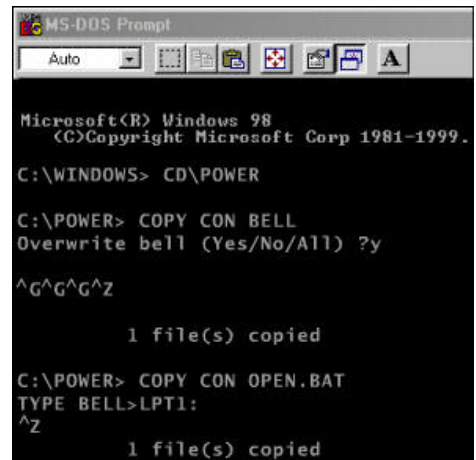 MS-DOS Prompt
Auto
A
Microsoft(R) Windows 98
(C)Copyright Microsoft Corp 1981-1999.
C:\WINDOWS> CD\POWER
C:\POWER> COPY CON BELL
Overwrite bell (Yes/No/All) ?y
^G^G^G^Z
1 file(s) copied
C:\POWER> COPY CON OPEN.BAT
TYPE BELL>LPT1:
^Z
1 file(s) copied